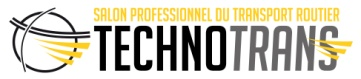 SALON PROFESSIONNEL DU TRANSPORT ROUTIER
TECHNOTRANS